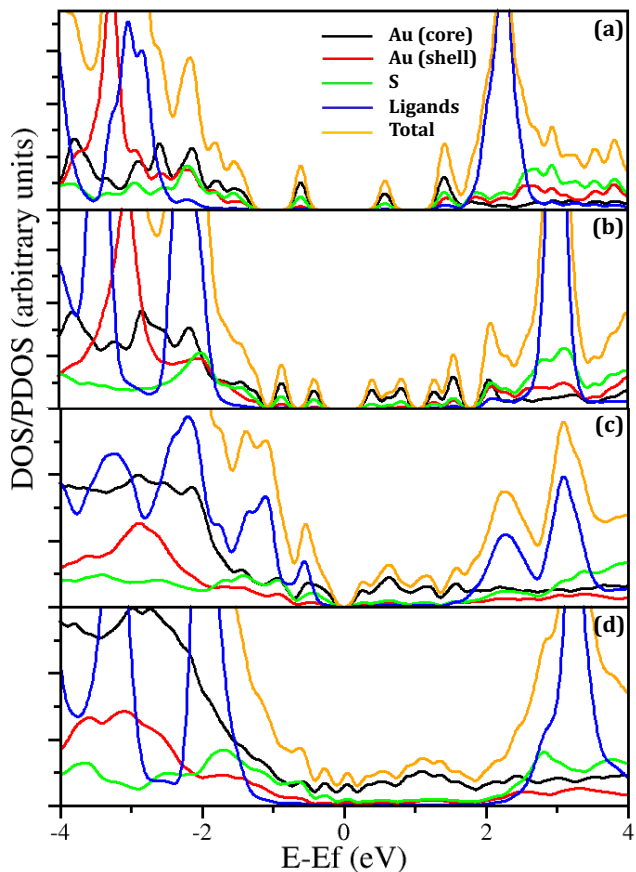 (a)
Au (core)
Au (shell)
S
Ligands
Total
(b)
(c)
(d)
DOS/PDOS (arbitrary units)
-4 -2 0 2 4
E-Ef (eV)